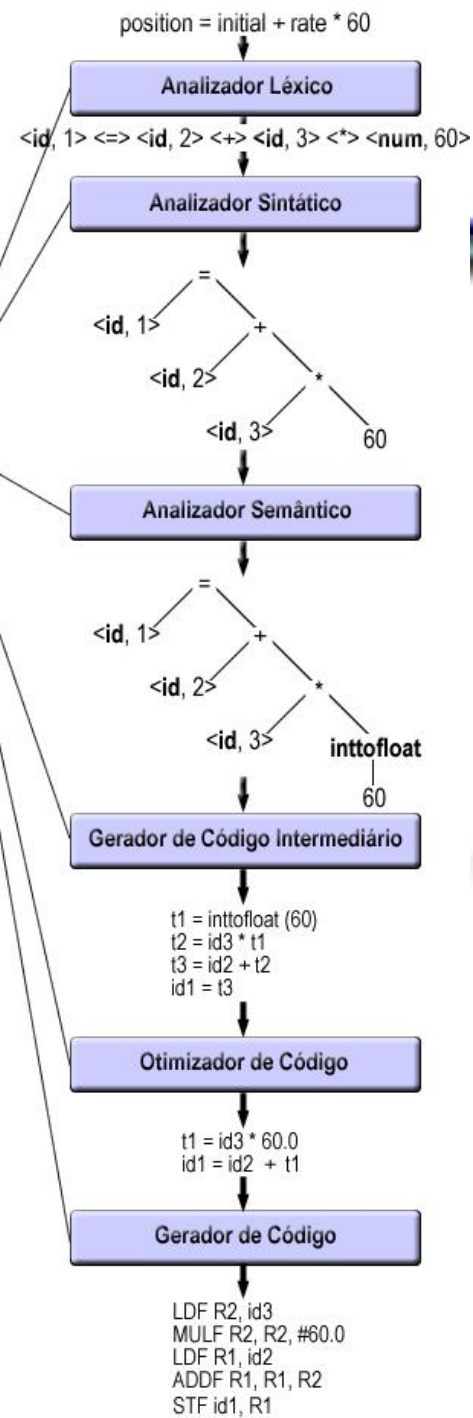 position = initial + rate * 60
Analizador Léxico
<id, 1> <=> <id, 2> <+> <id, 3> <*> <num, 60>
Analizador Sintático
=
<id, 1> +
<id, 2> *
<id, 3> 60
Analizador Semântico
=
<id, 1> +
<id, 2> *
<id, 3> inttofloat
60
Gerador de Código Intermediário
t1 = inttofloat (60)
t2 = id3 * t1
t3 = id2 + t2
id1 = t3
Otimizador de Código
t1 = id3 * 60.0
id1 = id2 + t1
Gerador de Código
LDF R2, id3
MULF R2, R2, #60.0
LDF R1, id2
ADDF R1, R1, R2
STF id1, R1